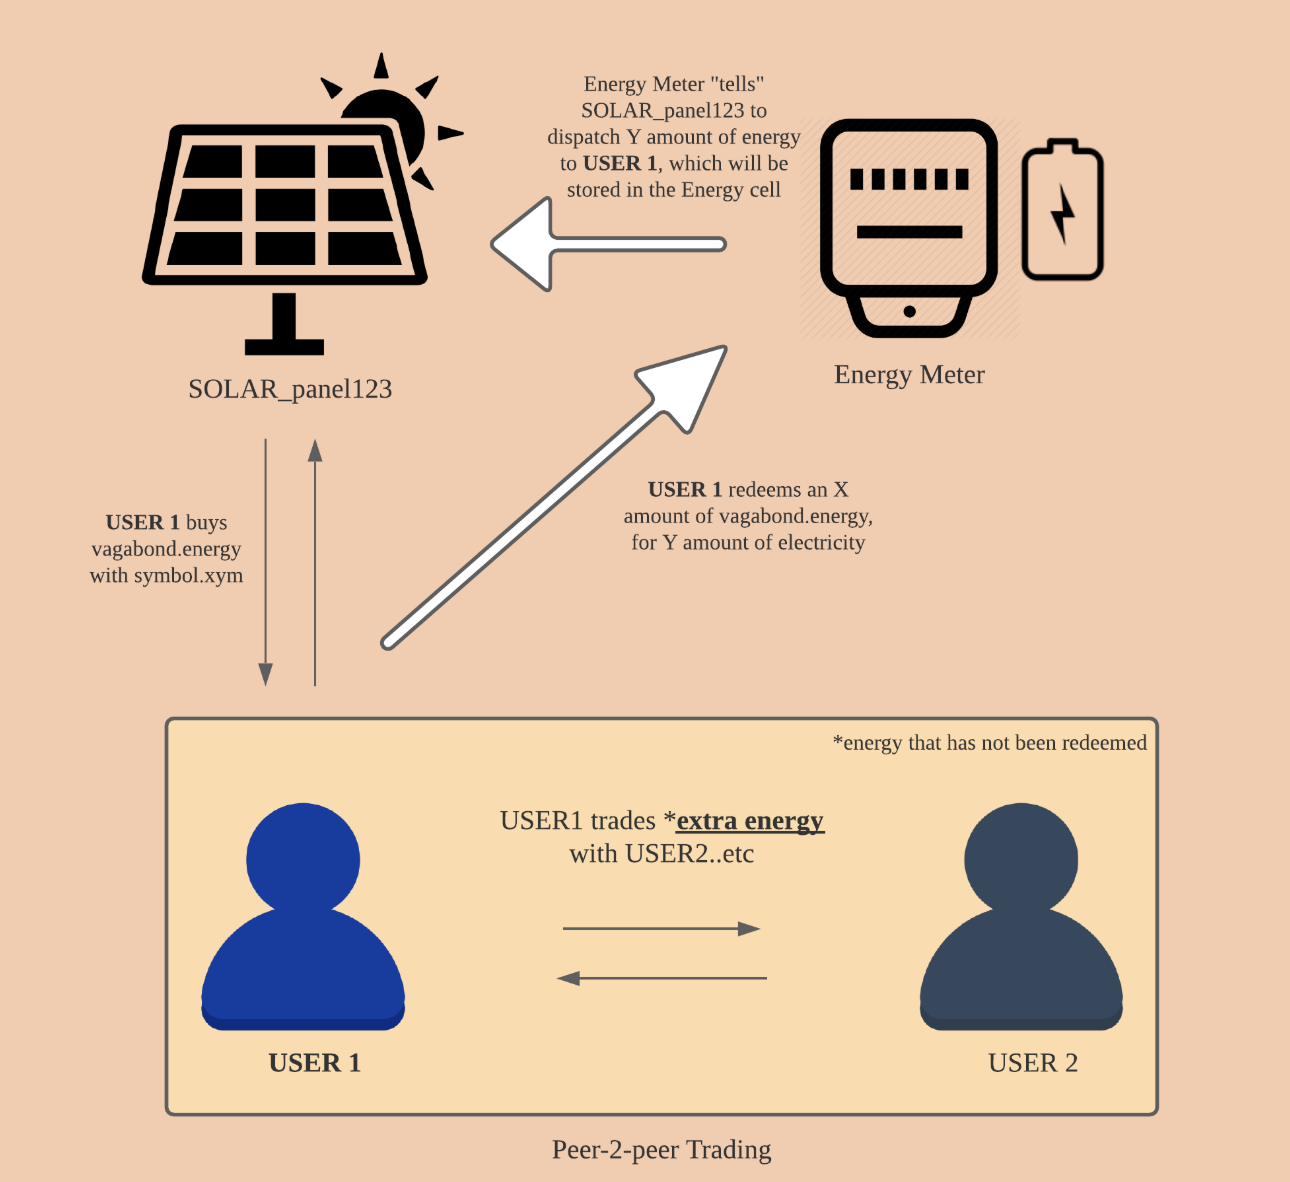 Energy Meter "tells"
SOLAR_panel123 to
dispatch Y amount of energy
to USER 1, which will be
stored in the Energy cell
SOLAR_panel123
Energy Meter
USER 1 redeems an X
amount of vagabond.energy,
for Y amount of electricity
USER 1 buys
vagabond.energy
with symbol.xym
*energy that has not been redeemed
USER1 trades *extra energy
with USER2..etc
USER 1
USER 2
Peer-2-peer Trading